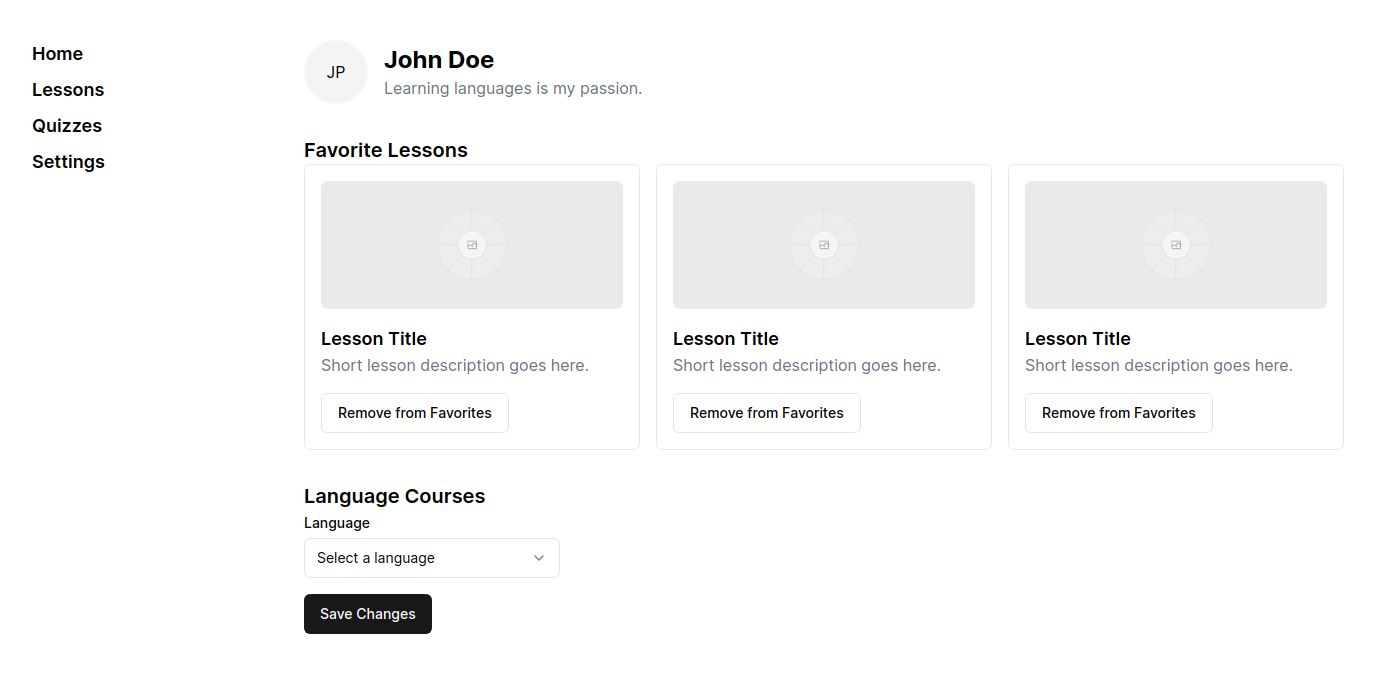 Home
Lessons
Quizzes
Settings
JP
John Doe
Learning languages is my passion.
Favorite Lessons
Lesson Title
Short lesson description goes here.
Remove from Favorites
Lesson Title
Short lesson description goes here.
Remove from Favorites
Lesson Title
Short lesson description goes here.
Remove from Favorites
Language Courses
Language
Select a language
Save Changes